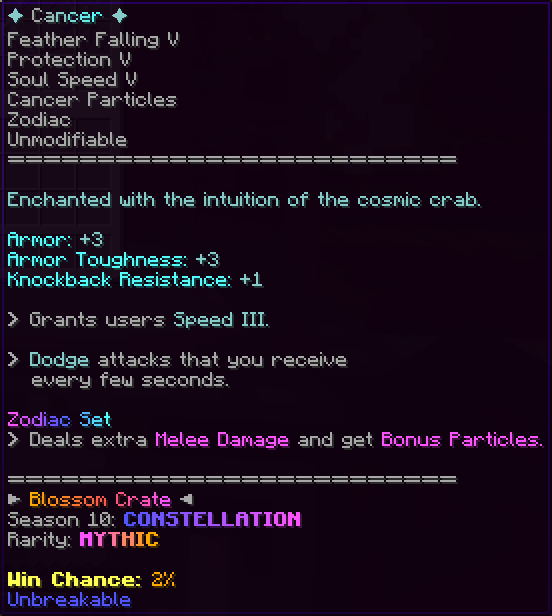 ✦ Cancer ✦
Feather Falling V
Protection V
Soul Speed V
Cancer Particles
Zodiac
Unmodifiable
============================
Enchanted with the intuition of the cosmic crab.
Armor: +3
Armor Toughness: +3
Knockback Resistance: +1
> Grants users Speed III.
> Dodge attacks that you receive
every few seconds.
Zodiac Set
> Deals extra Melee Damage and get Bonus Particles.
============================
► Blossom Crate ◄
Season 10: CONSTELLATION
Rarity: MYTHIC
Win Chance: 2%
Unbreakable